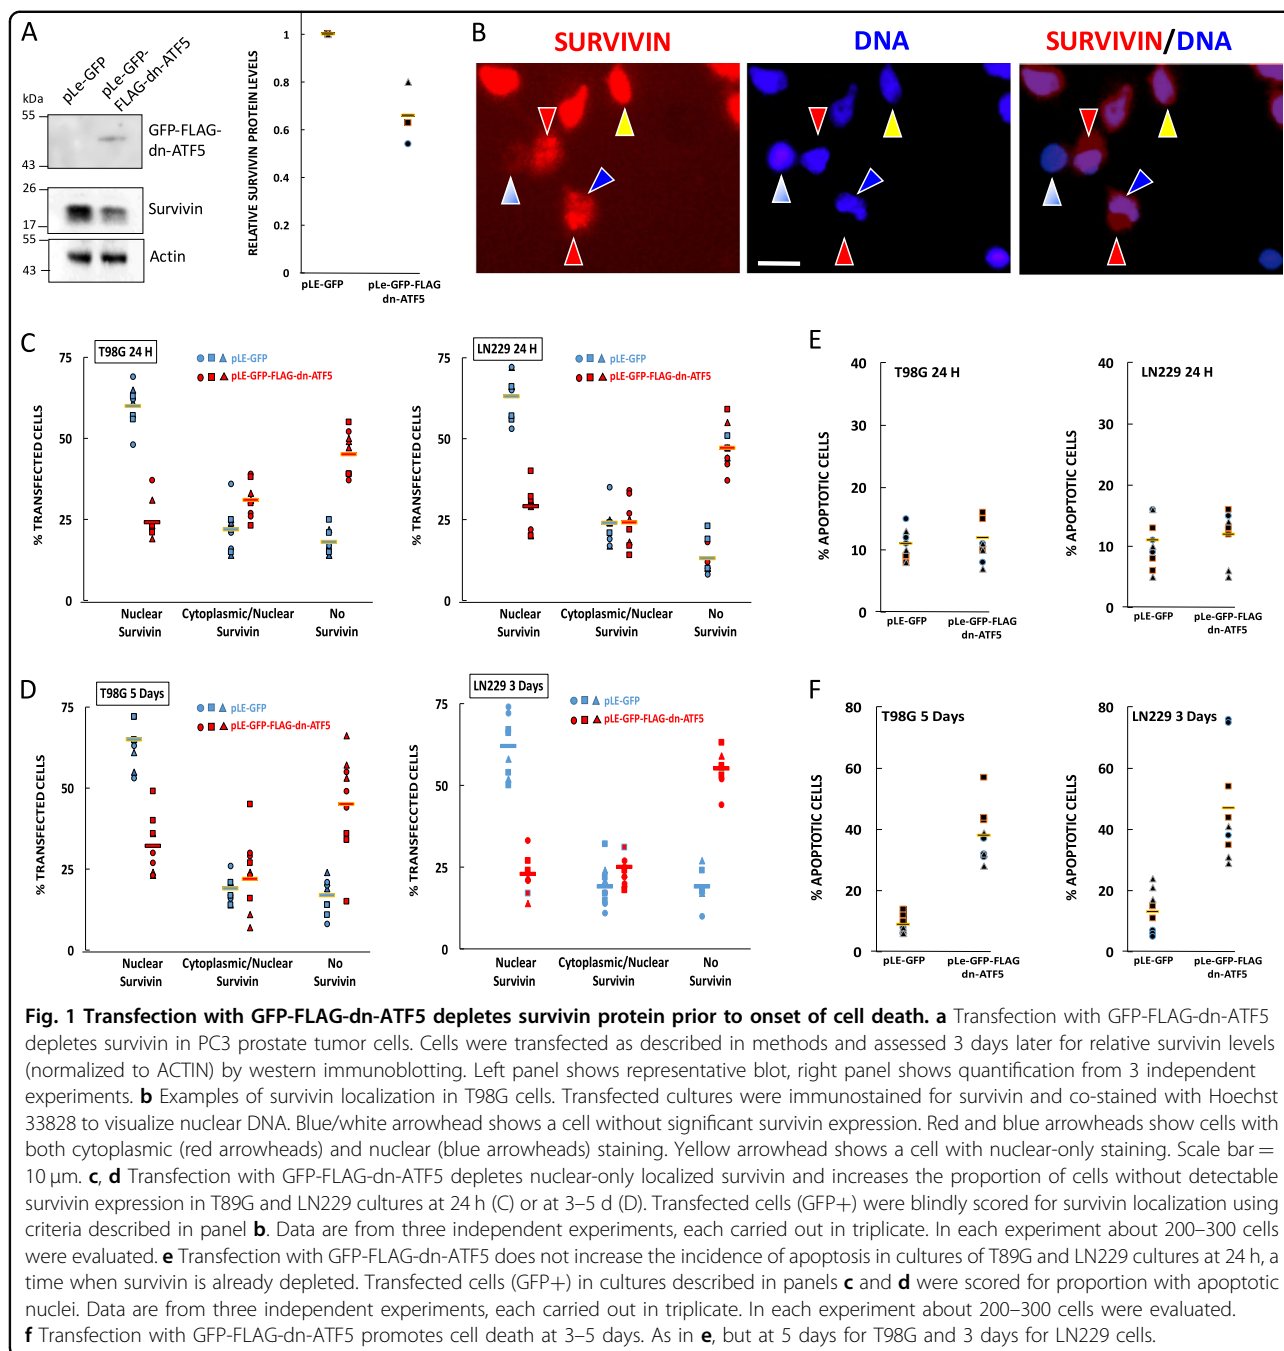 A
pLe-GFP
pLe-GFP-
FLAG-dn-ATF5
kDa
55
43
GFP-FLAG-
dn-ATF5
26
17
Survivin
55
43
Actin
RELATIVE SURVIVIN PROTEIN LEVELS
1
0.8
0.6
0.4
0.2
0
pLE-GFP
pLe-GFP-FLAG
dn-ATF5
B
SURVIVIN
DNA
SURVIVIN/DNA
C
T98G 24 H
pLE-GFP
pLE-GFP-FLAG-dn-ATF5
% TRANSFECTED CELLS
75
50
25
0
Nuclear
Survivin
Cytoplasmic/Nuclear
Survivin
No
Survivin
LN229 24 H
pLE-GFP
pLE-GFP-FLAG-dn-ATF5
% TRANSFECTED CELLS
75
50
25
0
Nuclear
Survivin
Cytoplasmic/Nuclear
Survivin
No
Survivin
E
T98G 24 H
% APOPTOTIC CELLS
40
30
20
10
0
pLE-GFP
pLe-GFP-FLAG
dn-ATF5
LN229 24 H
% APOPTOTIC CELLS
40
30
20
10
0
pLE-GFP
pLe-GFP-FLAG
dn-ATF5
D
T98G 5 Days
pLE-GFP
pLE-GFP-FLAG-dn-ATF5
% TRANSFECTED CELLS
75
50
25
0
Nuclear
Survivin
Cytoplasmic/Nuclear
Survivin
No
Survivin
LN229 3 Days
pLE-GFP
pLE-GFP-FLAG-dn-ATF5
% TRANSFECCTED CELLS
75
50
25
0
Nuclear
Survivin
Cytoplasmic/Nuclear
Survivin
No
Survivin
F
T98G 5 Days
% APOPTOTIC CELLS
80
60
40
20
0
pLE-GFP
pLe-GFP-FLAG
dn-ATF5
LN229 3 Days
% APOPTOTIC CELLS
80
60
40
20
0
pLE-GFP
pLe-GFP-FLAG
dn-ATF5
Fig. 1 Transfection with GFP-FLAG-dn-ATF5 depletes survivin protein prior to onset of cell death. a Transfection with GFP-FLAG-dn-ATF5
depletes survivin in PC3 prostate tumor cells. Cells were transfected as described in methods and assessed 3 days later for relative survivin levels
(normalized to ACTIN) by western immunoblotting. Left panel shows representative blot, right panel shows quantification from 3 independent
experiments. b Examples of survivin localization in T98G cells. Transfected cultures were immunostained for survivin and co-stained with Hoechst
33828 to visualize nuclear DNA. Blue/white arrowhead shows a cell without significant survivin expression. Red and blue arrowheads show cells with
both cytoplasmic (red arrowheads) and nuclear (blue arrowheads) staining. Yellow arrowhead shows a cell with nuclear-only staining. Scale bar =
10 μm. c, d Transfection with GFP-FLAG-dn-ATF5 depletes nuclear-only localized survivin and increases the proportion of cells without detectable
survivin expression in T89G and LN229 cultures at 24 h (C) or at 3–5 d (D). Transfected cells (GFP+) were blindly scored for survivin localization using
criteria described in panel b. Data are from three independent experiments, each carried out in triplicate. In each experiment about 200–300 cells
were evaluated. e Transfection with GFP-FLAG-dn-ATF5 does not increase the incidence of apoptosis in cultures of T89G and LN229 cultures at 24 h, a
time when survivin is already depleted. Transfected cells (GFP+) in cultures described in panels c and d were scored for proportion with apoptotic
nuclei. Data are from three independent experiments, each carried out in triplicate. In each experiment about 200–300 cells were evaluated.
f Transfection with GFP-FLAG-dn-ATF5 promotes cell death at 3–5 days. As in e, but at 5 days for T98G and 3 days for LN229 cells.